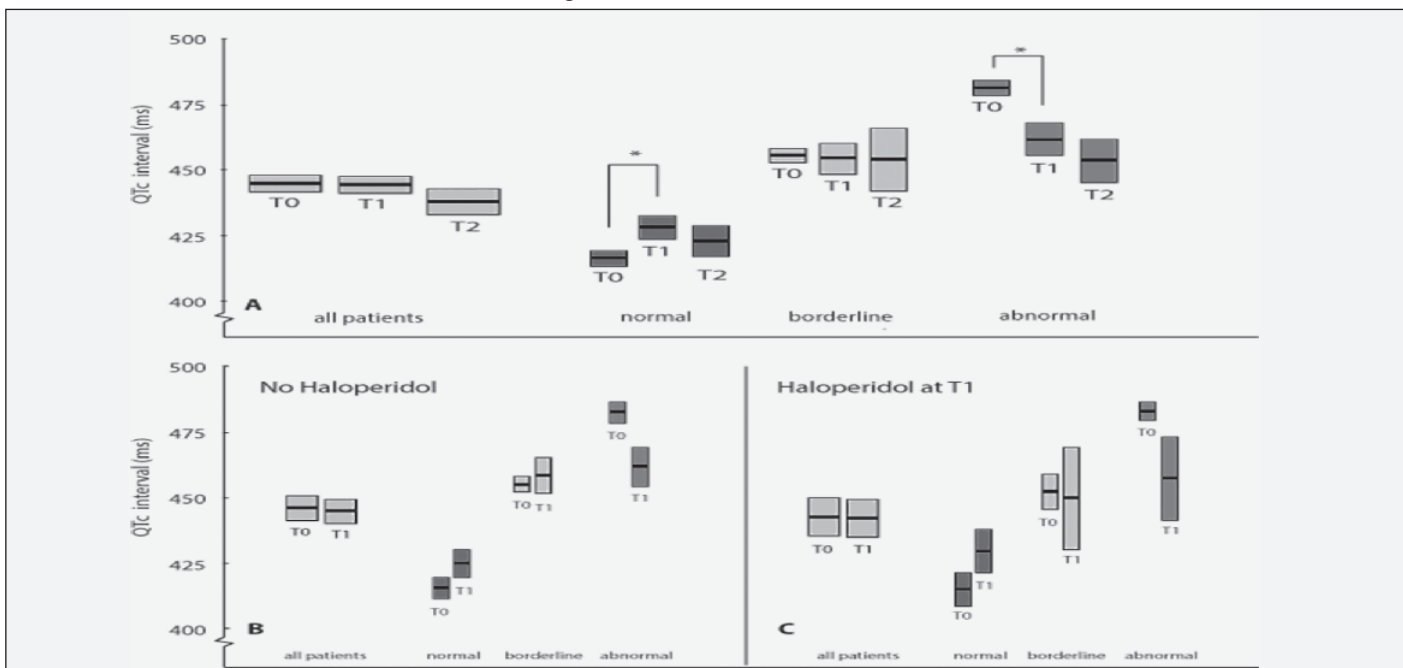 500
475
450
425
400
QTc interval (ms)
T0
T1
T2
*
T0
T1
T2
T0
T1
T2
*
T0
T1
T2
A
all patients
normal
borderline
abnormal
500
475
450
425
400
QTc interval (ms)
No Haloperidol
T0
T1
T0
T1
T0
T1
T0
T1
B
all patients
normal
borderline
abnormal
Haloperidol at T1
T0
T1
T0
T1
T0
T1
T0
T1
C
all patients
normal
borderline
abnormal